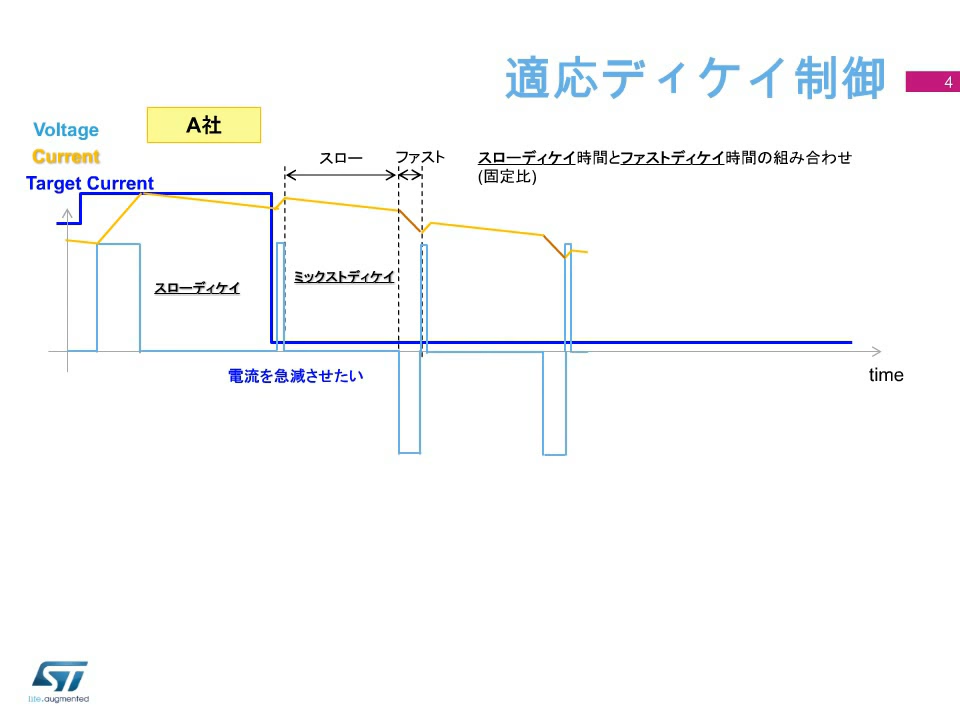 適応ディケイ制御
4
A社
Voltage
Current
Target Current
スロー
ファスト
スローディケイ時間とファストディケイ時間の組み合わせ
(固定比)
ミックストディケイ
スローディケイ
電流を急減させたい
time
ST
life.augmented